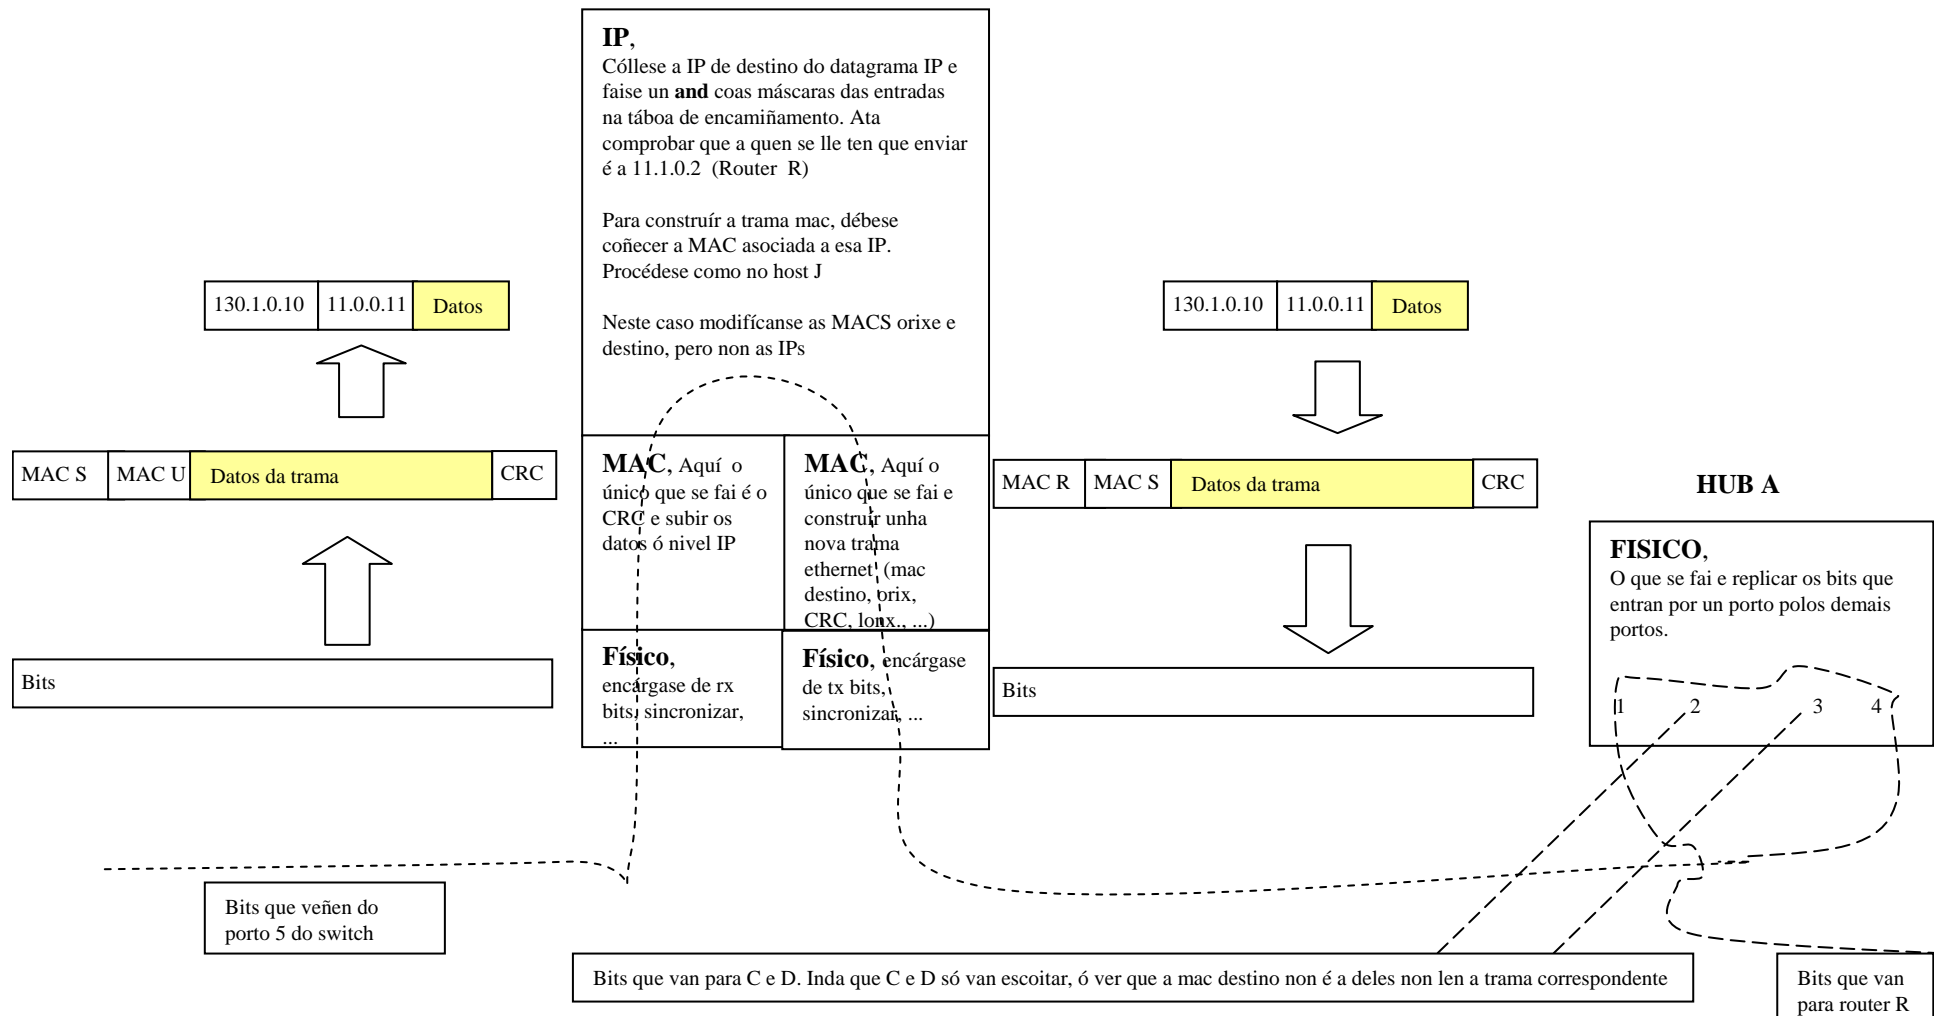 IP,
Cóllese a IP de destino do datagrama IP e
faise un and coas máscaras das entradas
na táboa de encamiñamento. Ata
comprobar que a quen se lle ten que enviar
é a 11.1.0.2 (Router R)
Para construír a trama mac, débese
coñecer a MAC asociada a esa IP.
Procédese como no host J
Neste caso modifícanse as MACS orixe e
destino, pero non as IPs
130.1.0.10 11.0.0.11 Datos
130.1.0.10 11.0.0.11 Datos
MAC S MAC U Datos da trama CRC
MAC, Aquí o
único que se fai é o
CRC e subir os
datos ó nivel IP
MAC, Aquí o
único que se fai e
construír unha
nova trama
ethernet (mac
destino, orix,
CRC, lonx., ...)
MAC R MAC S Datos da trama CRC
HUB A
FISICO,
O que se fai e replicar os bits que
entran por un porto polos demais
portos.
1 2 3 4
Bits
Físico,
encárgase de rx
bits, sincronizar,
...
Físico, encárgase
de tx bits,
sincronizar, ...
Bits
Bits que veñen do
porto 5 do switch
Bits que van para C e D. Inda que C e D só van escoitar, ó ver que a mac destino non é a deles non len a trama correspondente
Bits que van
para router R